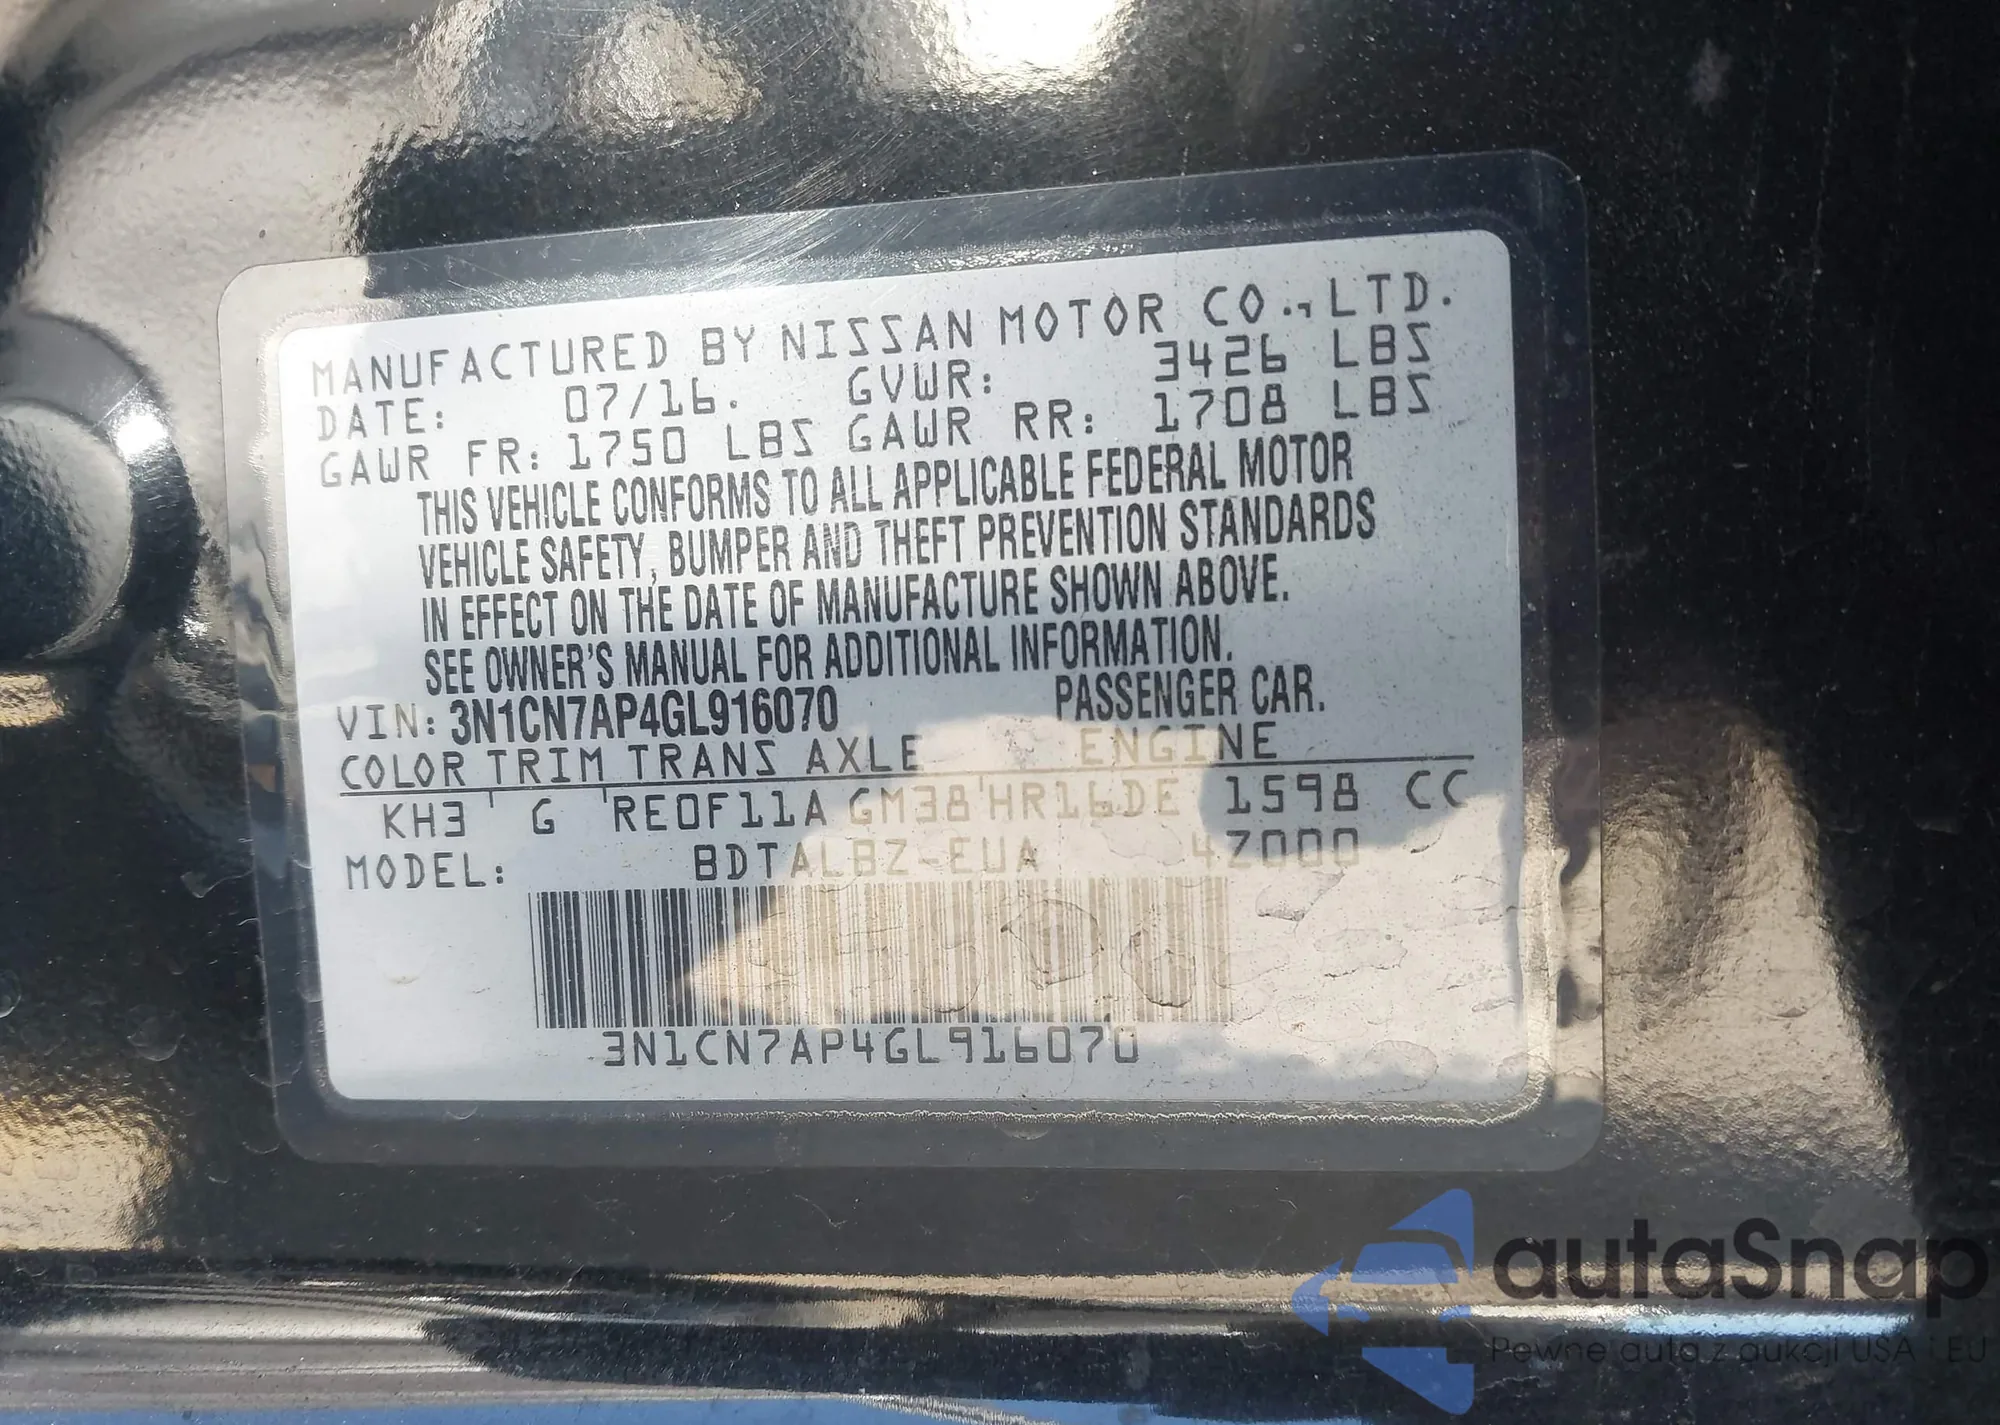 MANUFACTURED BY NISSAN MOTOR CO., LTD.
DATE: 07/16. GVWR: 3426 LBS
GAWR FR: 1750 LBS GAWR RR: 1708 LBS
THIS VEHICLE CONFORMS TO ALL APPLICABLE FEDERAL MOTOR
VEHICLE SAFETY, BUMPER AND THEFT PREVENTION STANDARDS
IN EFFECT ON THE DATE OF MANUFACTURE SHOWN ABOVE.
SEE OWNER'S MANUAL FOR ADDITIONAL INFORMATION.
VIN: 3N1CN7AP4GL916070 PASSENGER CAR.
COLOR TRIM TRANS AXLE ENGINE
KH3 ' G ' RE0F11A GM38 ' HR16DE 1598 CC
MODEL: BDTALBZ-EUA 4Z000
3N1CN7AP4GL916070
autaSnap
Pewne auta z aukcji USA i EU